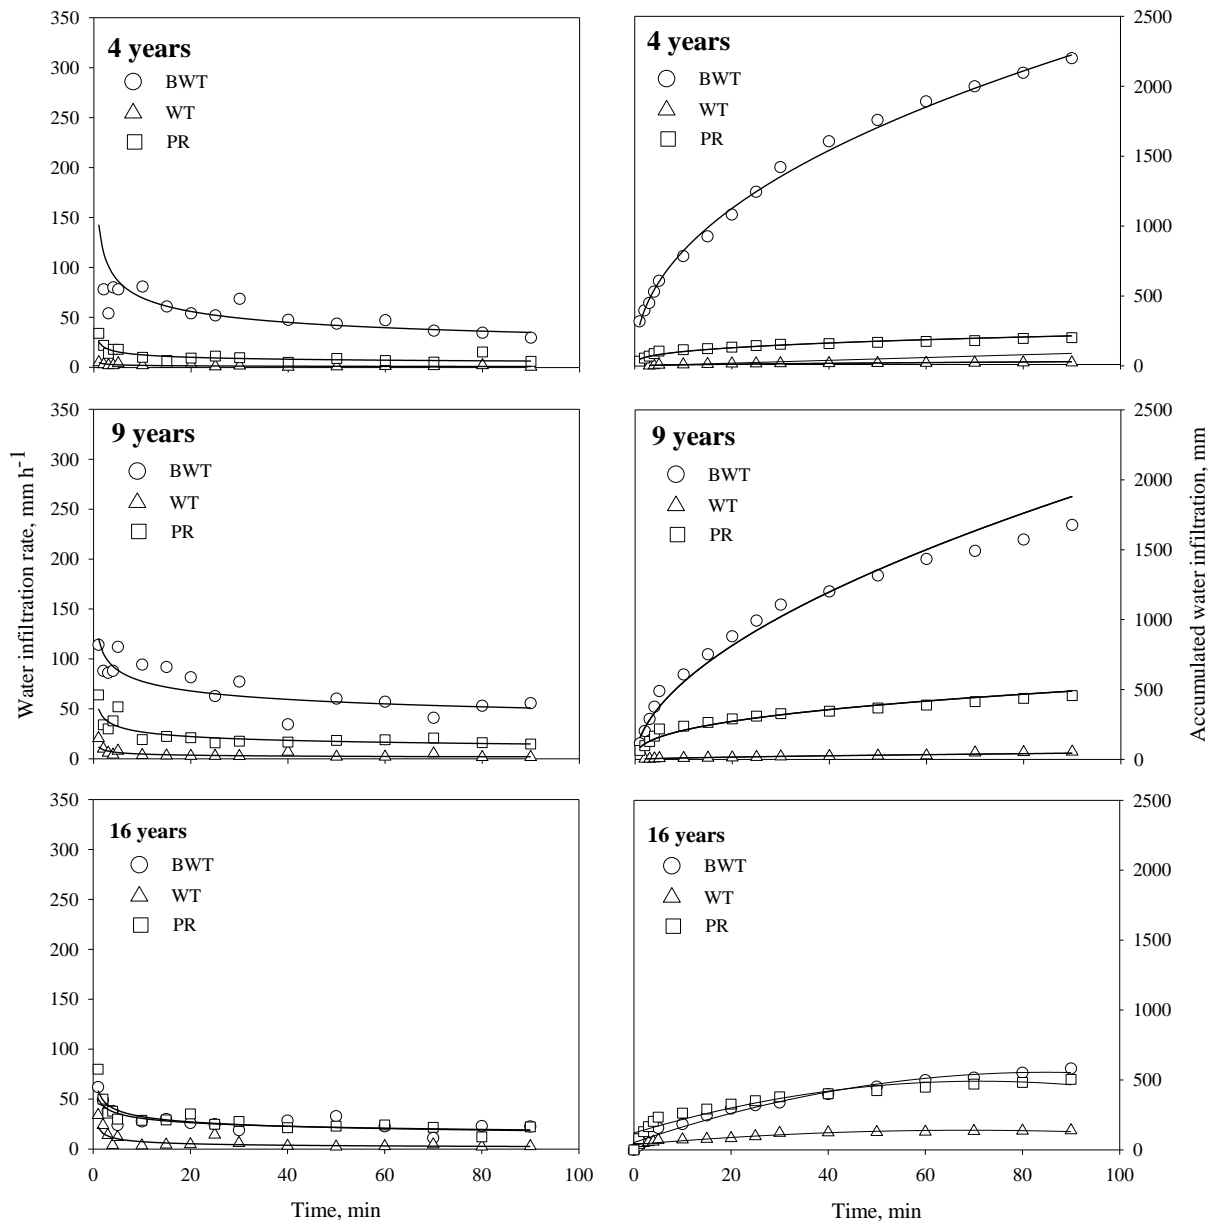 350
300
250
200
150
100
50
0
4 years
BWT
WT
PR
2500
2000
1500
1000
500
0
4 years
BWT
WT
PR
350
300
250
200
150
100
50
0
9 years
BWT
WT
PR
2500
2000
1500
1000
500
0
9 years
BWT
WT
PR
Water infiltration rate, mm h-1
Accumulated water infiltration, mm
350
300
250
200
150
100
50
0
16 years
BWT
WT
PR
0 20 40 60 80 100
Time, min
2500
2000
1500
1000
500
0
16 years
BWT
WT
PR
0 20 40 60 80 100
Time, min